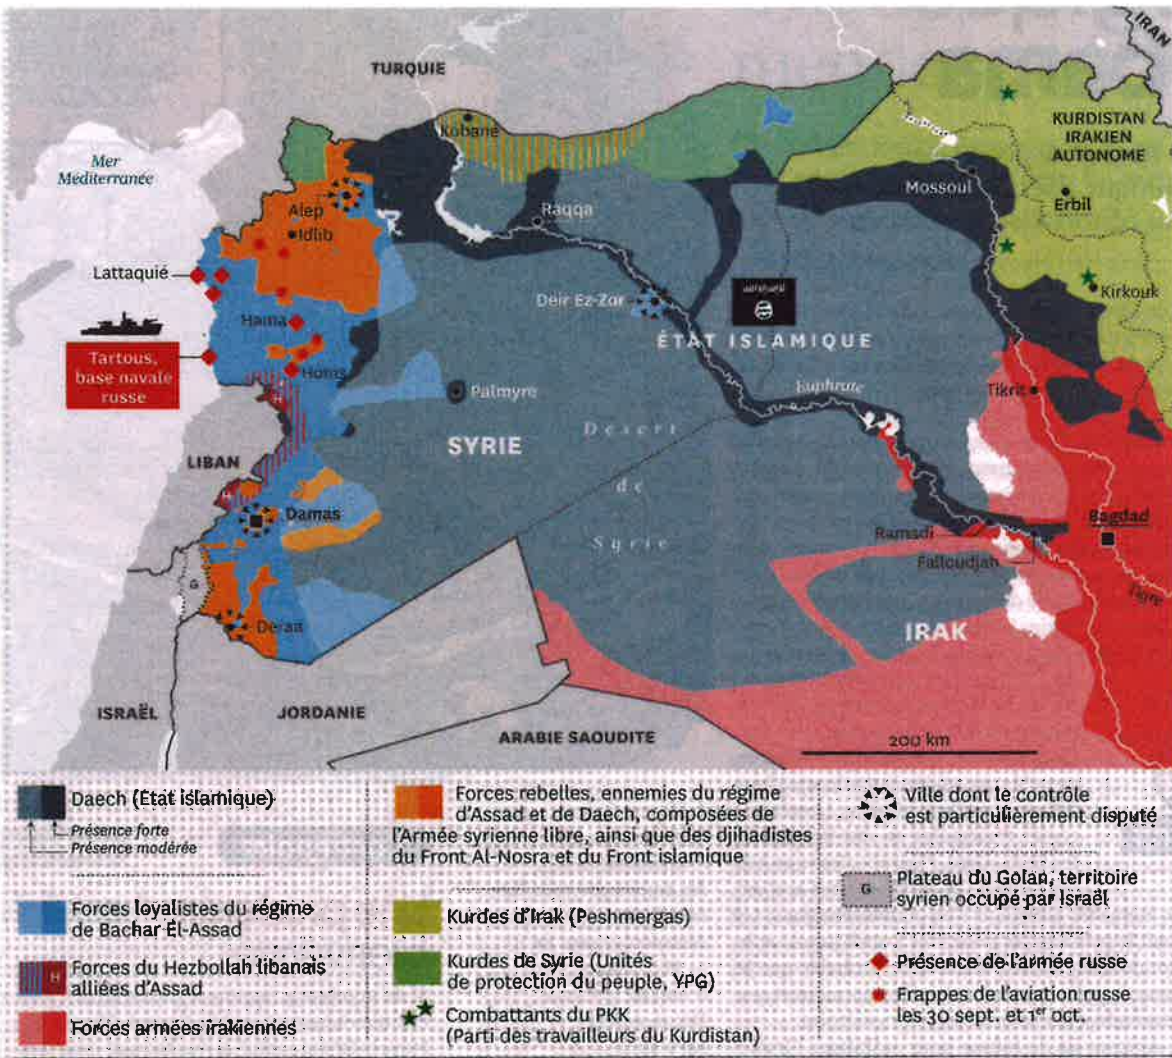 TURQUIE
IRAN
Mer
Méditerranée
Kobané
KURDISTAN
IRAKIEN
AUTONOME
Mossoul
Alep
Raqqa
Erbil
Idlib
Lattaquié
Deir Ez-Zor
Kirkouk
Hama
ÉTAT ISLAMIQUE
Tartous,
base navale
russe
Homs
Palmyre
Euphrate
Tikrit
H
SYRIE
Désert
de
Syrie
LIBAN
H
Damas
Bagdad
Ramadi
Falloudjah
Tigre
G
Deraa
IRAK
ISRAËL
JORDANIE
ARABIE SAOUDITE
200 km
Daech (État islamique)
Présence forte
Présence modérée
Forces loyalistes du régime
de Bachar El-Assad
H
Forces du Hezbollah libanais
alliées d'Assad
Forces armées irakiennes
Forces rebelles, ennemies du régime
d'Assad et de Daech, composées de
l'Armée syrienne libre, ainsi que des djihadistes
du Front Al-Nosra et du Front islamique
Kurdes d'Irak (Peshmergas)
Kurdes de Syrie (Unités
de protection du peuple, YPG)
Combattants du PKK
(Parti des travailleurs du Kurdistan)
Ville dont le contrôle
est particulièrement disputé
G
Plateau du Golan, territoire
syrien occupé par Israël
Présence de l'armée russe
Frappes de l'aviation russe
les 30 sept. et 1er oct.